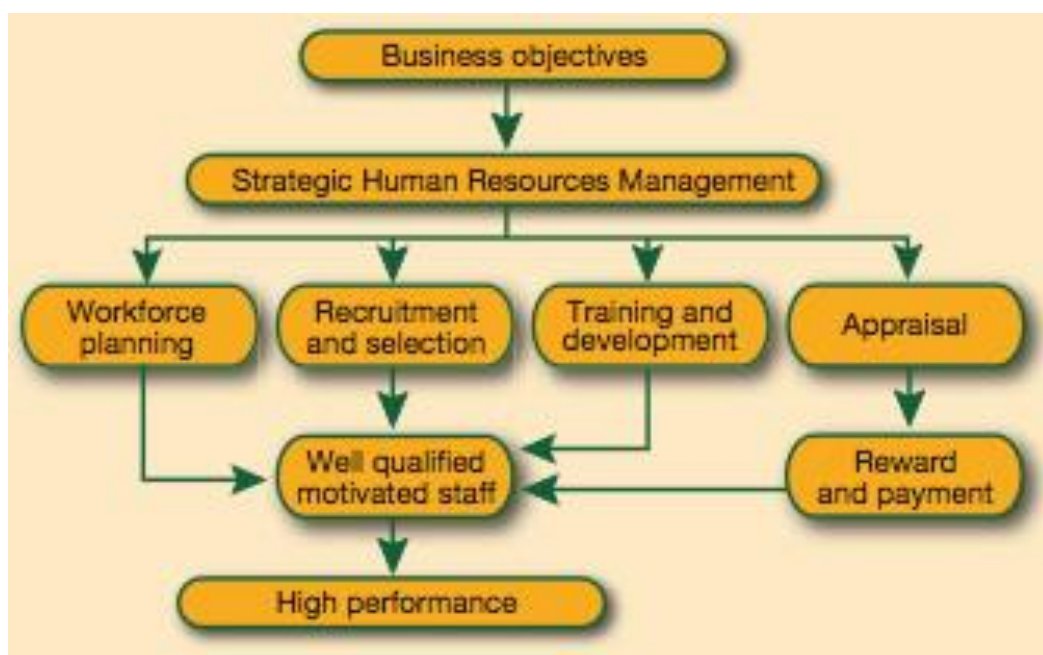 Business objectives
Strategic Human Resources Management
Workforce
planning
Recruitment
and selection
Training and
development
Appraisal
Well qualified
motivated staff
Reward
and payment
High performance